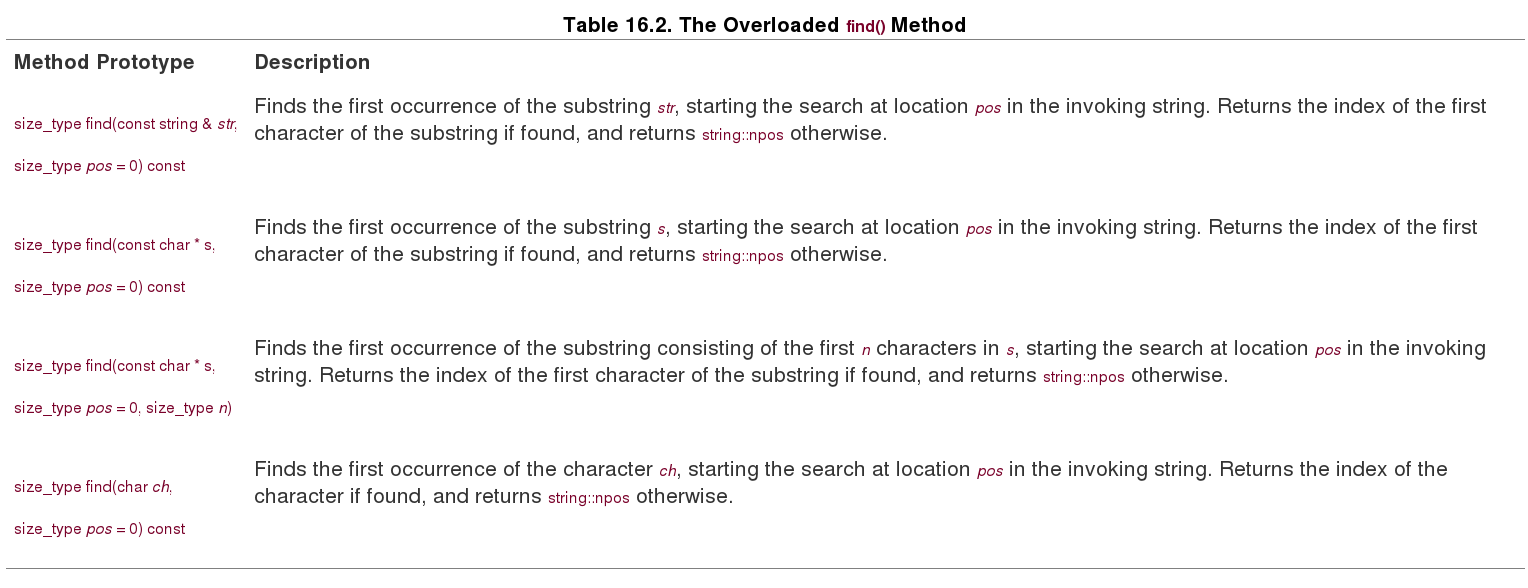 Table 16.2. The Overloaded find() Method
Method Prototype Description
Finds the first occurrence of the substring str, starting the search at location pos in the invoking string. Returns the index of the first
size_type find(const string & str,
character of the substring if found, and returns string::npos otherwise.
size_type pos = 0) const
Finds the first occurrence of the substring s, starting the search at location pos in the invoking string. Returns the index of the first
size_type find(const char * s,
character of the substring if found, and returns string::npos otherwise.
size_type pos = 0) const
Finds the first occurrence of the substring consisting of the first n characters in s, starting the search at location pos in the invoking
size_type find(const char * s,
string. Returns the index of the first character of the substring if found, and returns string::npos otherwise.
size_type pos = 0, size_type n)
Finds the first occurrence of the character ch, starting the search at location pos in the invoking string. Returns the index of the
size_type find(char ch,
character if found, and returns string::npos otherwise.
size_type pos = 0) const